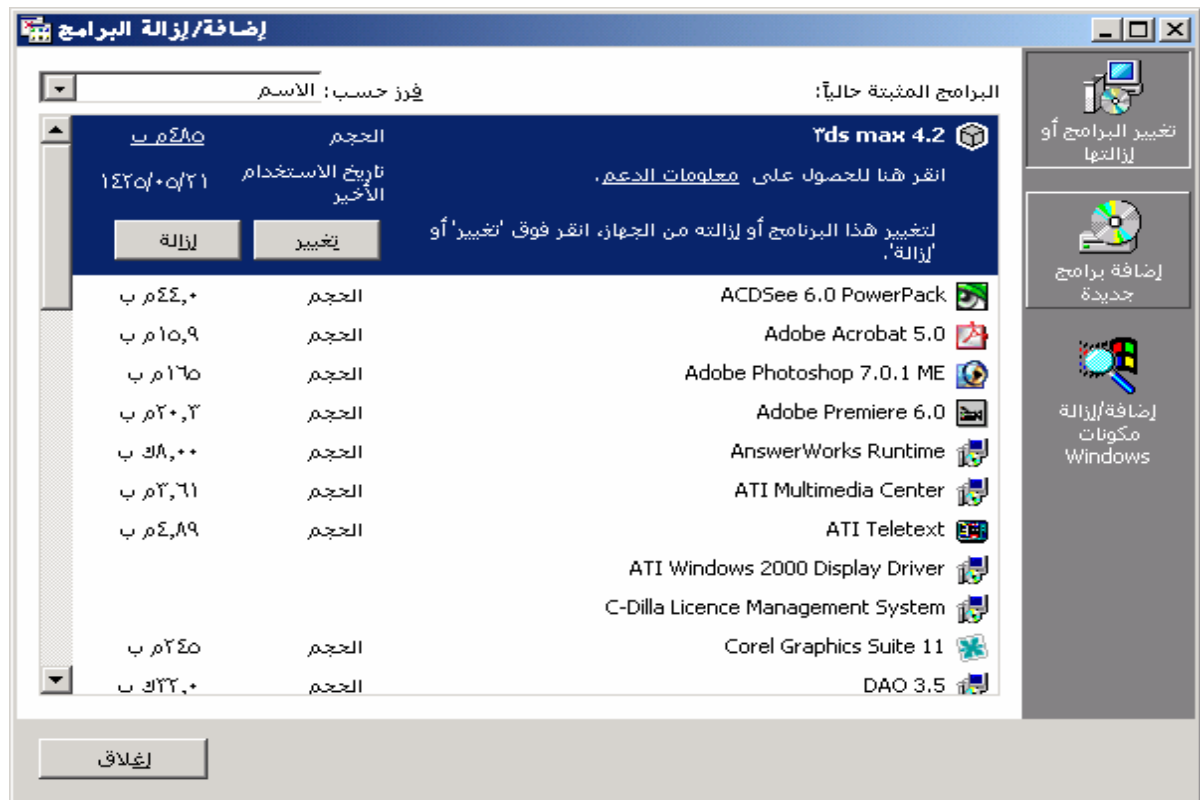 إضافة/إزالة البرامج
تغيير البرامج أو
إزالتها
إضافة برامج
جديدة
إضافة/إزالة
مكونات
Windows
البرامج المثبتة حالياً:
فرز حسب: الاسم
٣ds max 4.2 الحجم ٤٨٥م ب
انقر هنا للحصول على معلومات الدعم. تاريخ الاستخدام ١٤٢٥/٠٥/٢١
الأخير
لتغيير هذا البرنامج أو إزالته من الجهاز، انقر فوق 'تغيير' أو
'إزالة'.
تغيير إزالة
ACDSee 6.0 PowerPack الحجم ٤٤,٠م ب
Adobe Acrobat 5.0 الحجم ١٥,٩م ب
Adobe Photoshop 7.0.1 ME الحجم ١٦٥م ب
Adobe Premiere 6.0 الحجم ٢٠,٣م ب
AnswerWorks Runtime الحجم ٨,٠٠ك ب
ATI Multimedia Center الحجم ٣,٦١م ب
ATI Teletext الحجم ٤,٨٩م ب
ATI Windows 2000 Display Driver
C-Dilla Licence Management System
Corel Graphics Suite 11 الحجم ٢٤٥م ب
DAO 3.5 الحجم ٣٢,٠ك ب
إغلاق